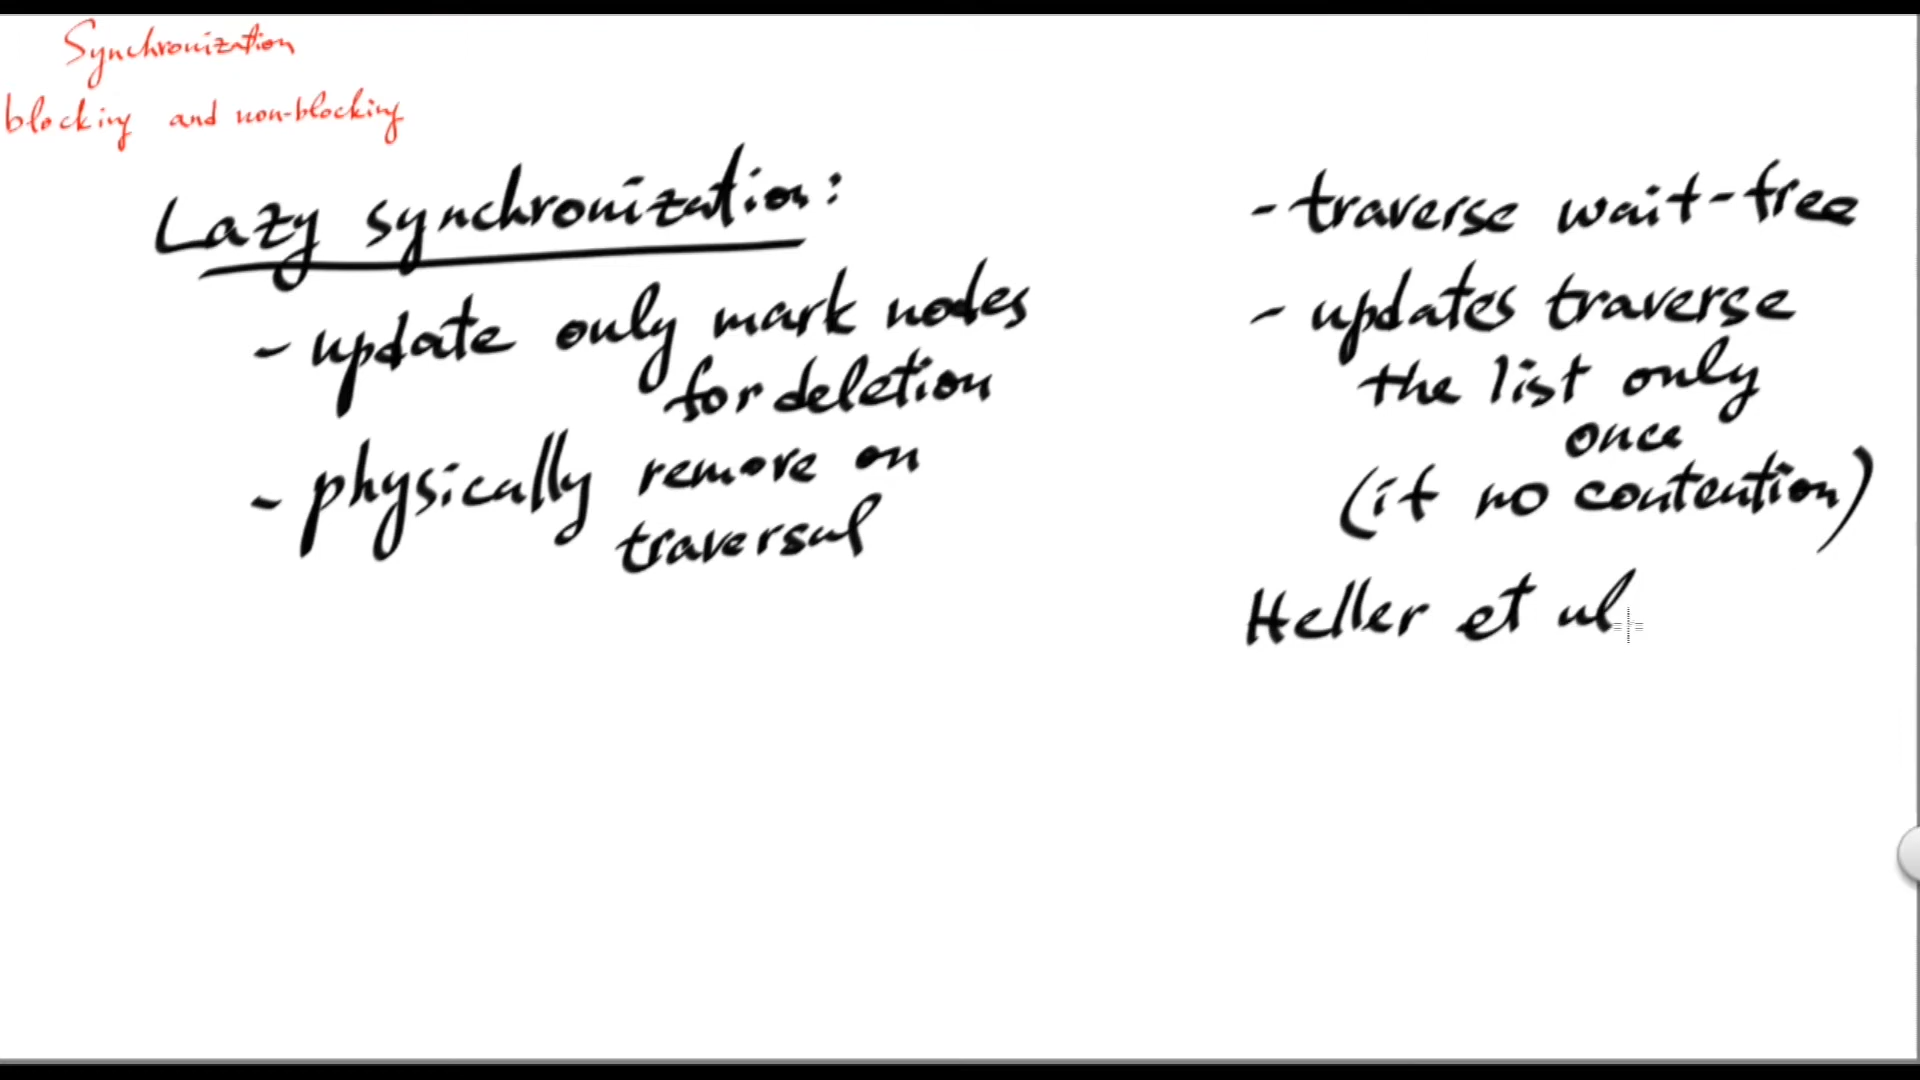 Synchronization
blocking and non-blocking
Lazy synchronization:
- update only mark nodes
for deletion
- physically remove on
traversal
- traverse wait-free
- updates traverse
the list only
once
(if no contention)
Heller et al